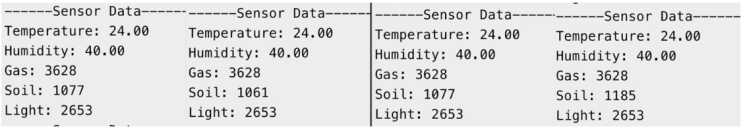 ------Sensor Data------
Temperature: 24.00
Humidity: 40.00
Gas: 3628
Soil: 1077
Light: 2653
------Sensor Data------
Temperature: 24.00
Humidity: 40.00
Gas: 3628
Soil: 1061
Light: 2653
------Sensor Data------
Temperature: 24.00
Humidity: 40.00
Gas: 3628
Soil: 1077
Light: 2653
------Sensor Data------
Temperature: 24.00
Humidity: 40.00
Gas: 3628
Soil: 1185
Light: 2653